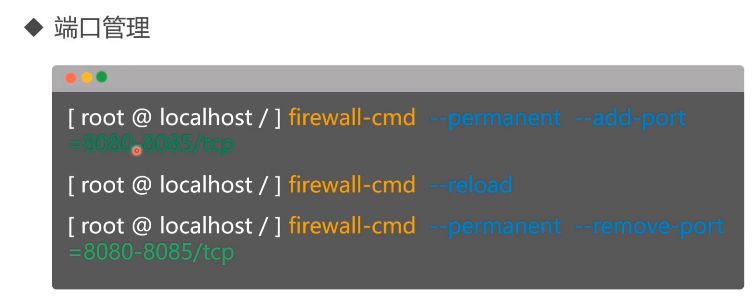 端口管理
[ root @ localhost / ] firewall-cmd --permanent --add-port
=8080-8085/tcp
[ root @ localhost / ] firewall-cmd --reload
[ root @ localhost / ] firewall-cmd --permanent --remove-port
=8080-8085/tcp